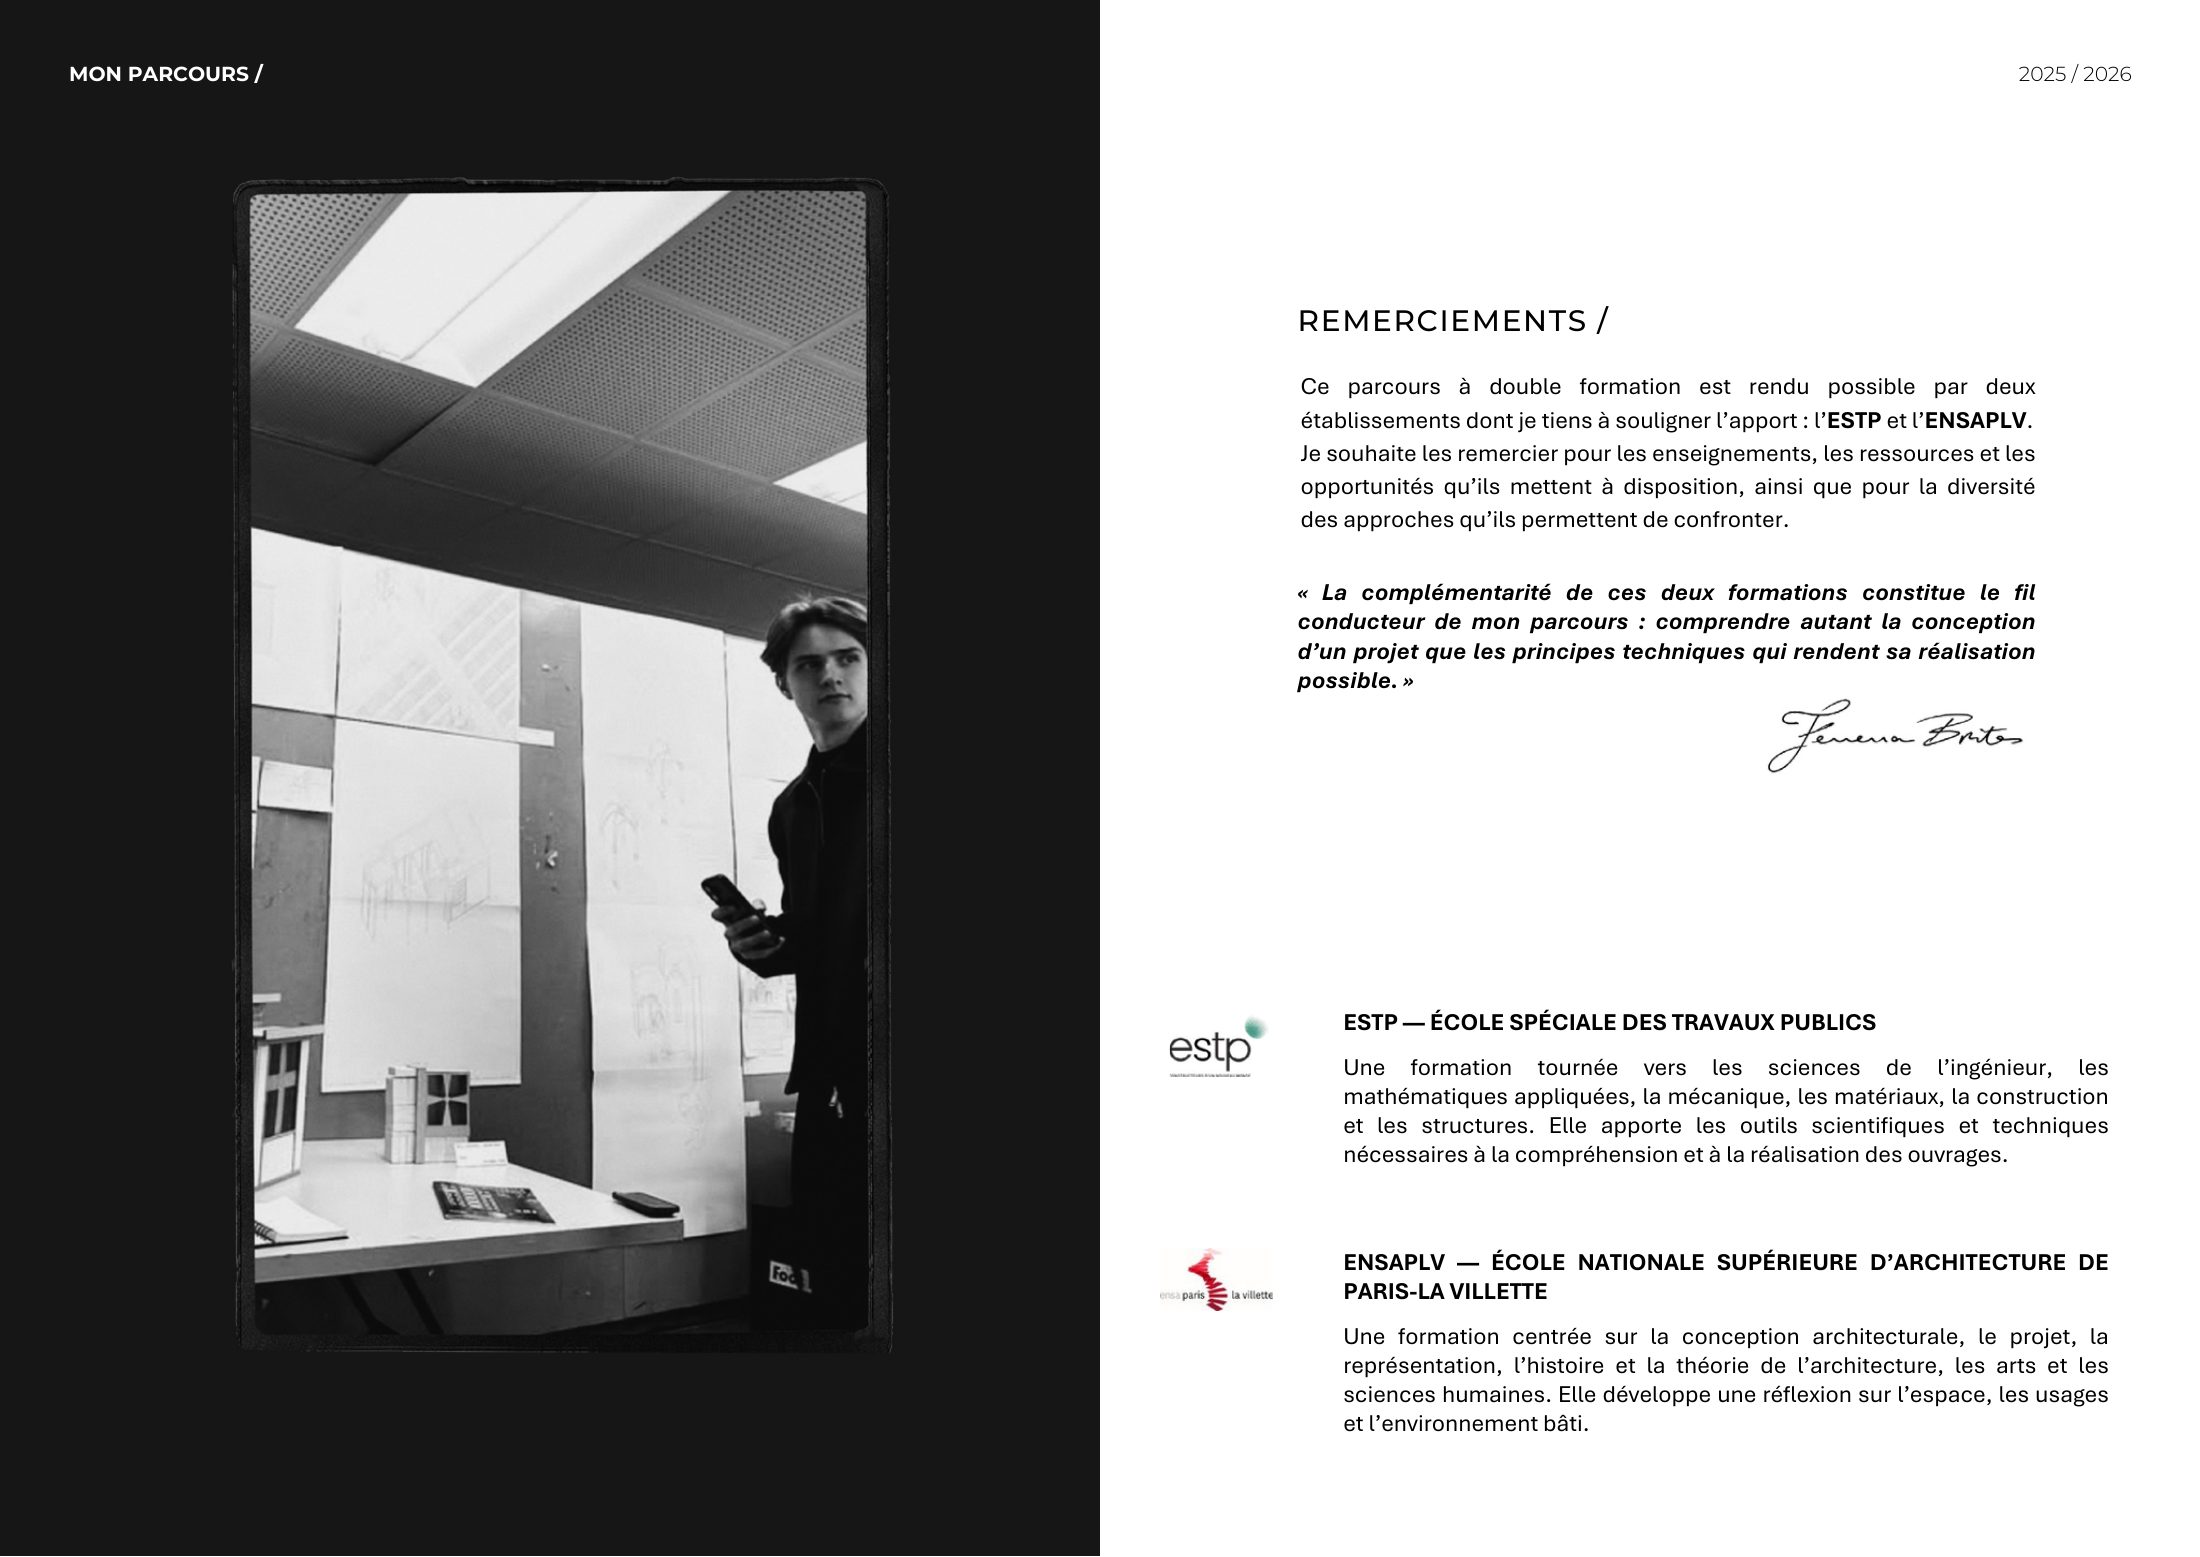 MON PARCOURS /
2025 / 2026
REMERCIEMENTS /
Ce parcours à double formation est rendu possible par deux
établissements dont je tiens à souligner l’apport : l’ESTP et l’ENSAPLV.
Je souhaite les remercier pour les enseignements, les ressources et les
opportunités qu’ils mettent à disposition, ainsi que pour la diversité
des approches qu’ils permettent de confronter.
« La complémentarité de ces deux formations constitue le fil
conducteur de mon parcours : comprendre autant la conception
d’un projet que les principes techniques qui rendent sa réalisation
possible. »
estp
ESTP — ÉCOLE SPÉCIALE DES TRAVAUX PUBLICS
Une formation tournée vers les sciences de l’ingénieur, les
mathématiques appliquées, la mécanique, les matériaux, la construction
et les structures. Elle apporte les outils scientifiques et techniques
nécessaires à la compréhension et à la réalisation des ouvrages.
ensa paris la villette
ENSAPLV — ÉCOLE NATIONALE SUPÉRIEURE D’ARCHITECTURE DE
PARIS-LA VILLETTE
Une formation centrée sur la conception architecturale, le projet, la
représentation, l’histoire et la théorie de l’architecture, les arts et les
sciences humaines. Elle développe une réflexion sur l’espace, les usages
et l’environnement bâti.